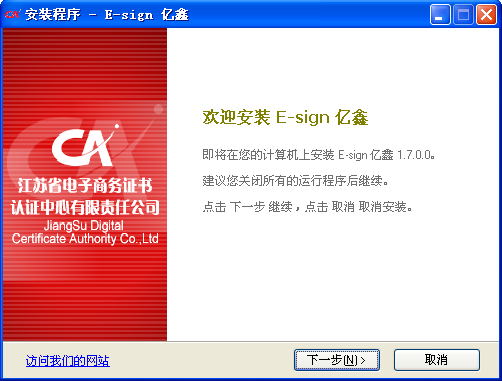 安装程序 - E-sign 亿鑫
欢迎安装 E-sign 亿鑫
即将在您的计算机上安装 E-sign 亿鑫 1.7.0.0。
建议您关闭所有的运行程序后继续。
点击 下一步 继续，点击 取消 取消安装。
CA
江苏省电子商务证书
认证中心有限责任公司
JiangSu Digital
Certificate Authority Co.,Ltd
访问我们的网站
下一步(N) >
取消